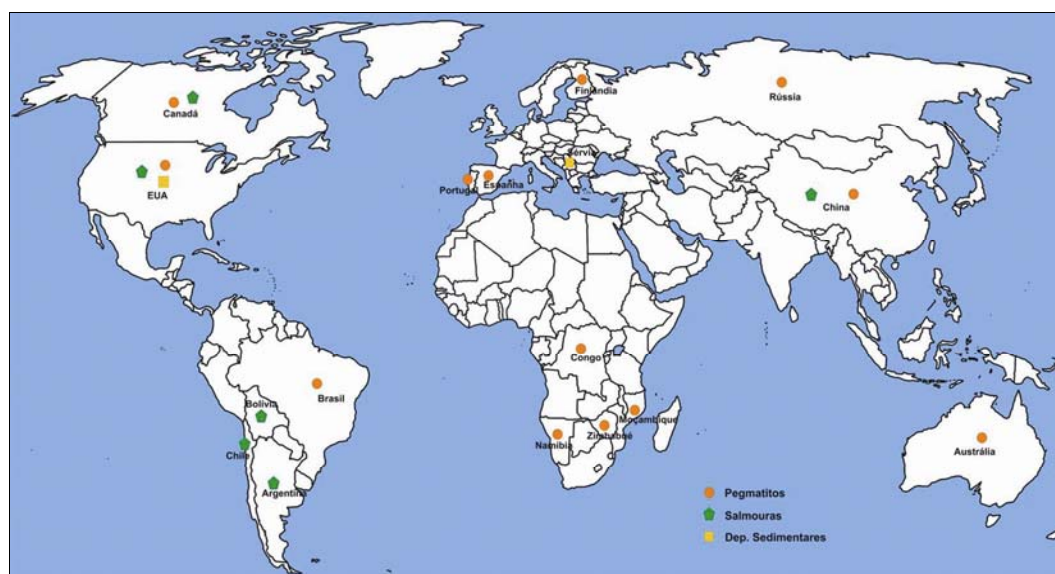 Finlândia
Rússia
Canadá
Sérvia
Portugal
Espanha
EUA
China
Congo
Brasil
Bolívia
Moçambique
Zimbaboé
Namíbia
Chile
Austrália
Argentina
Pegmatitos
Salmouras
Dep. Sedimentares